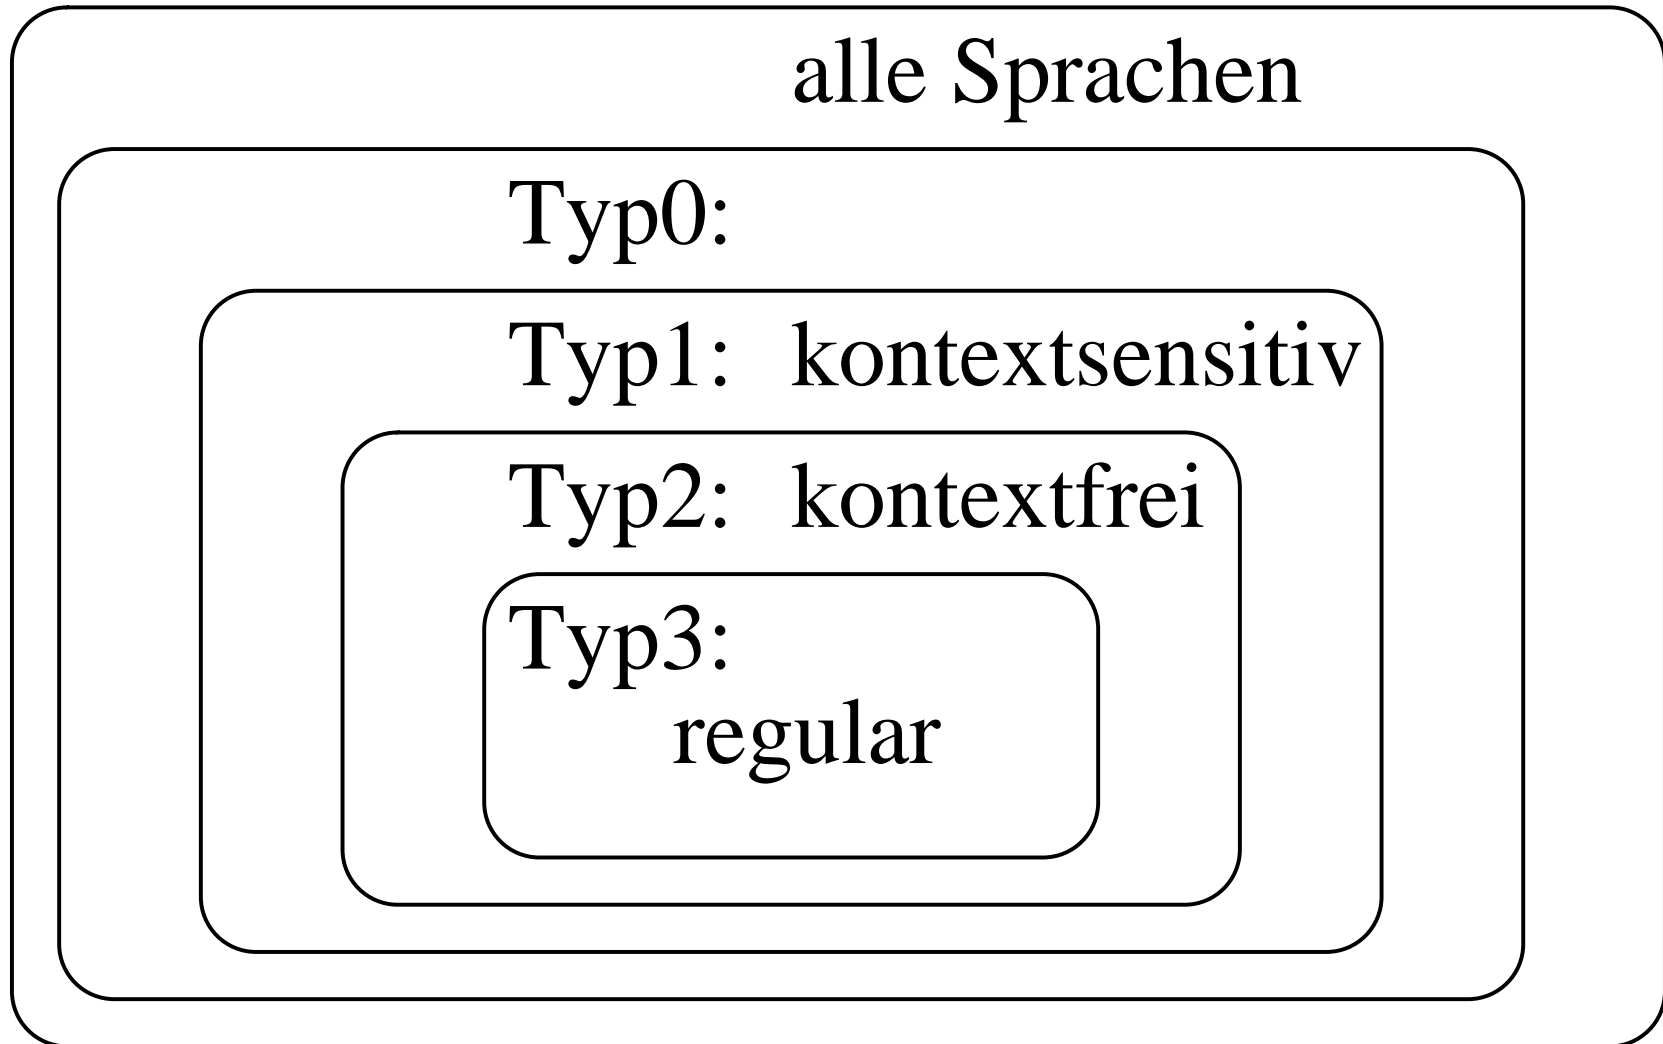 alle Sprachen
Typ0:
Typ1: kontextsensitiv
Typ2: kontextfrei
Typ3:
regular